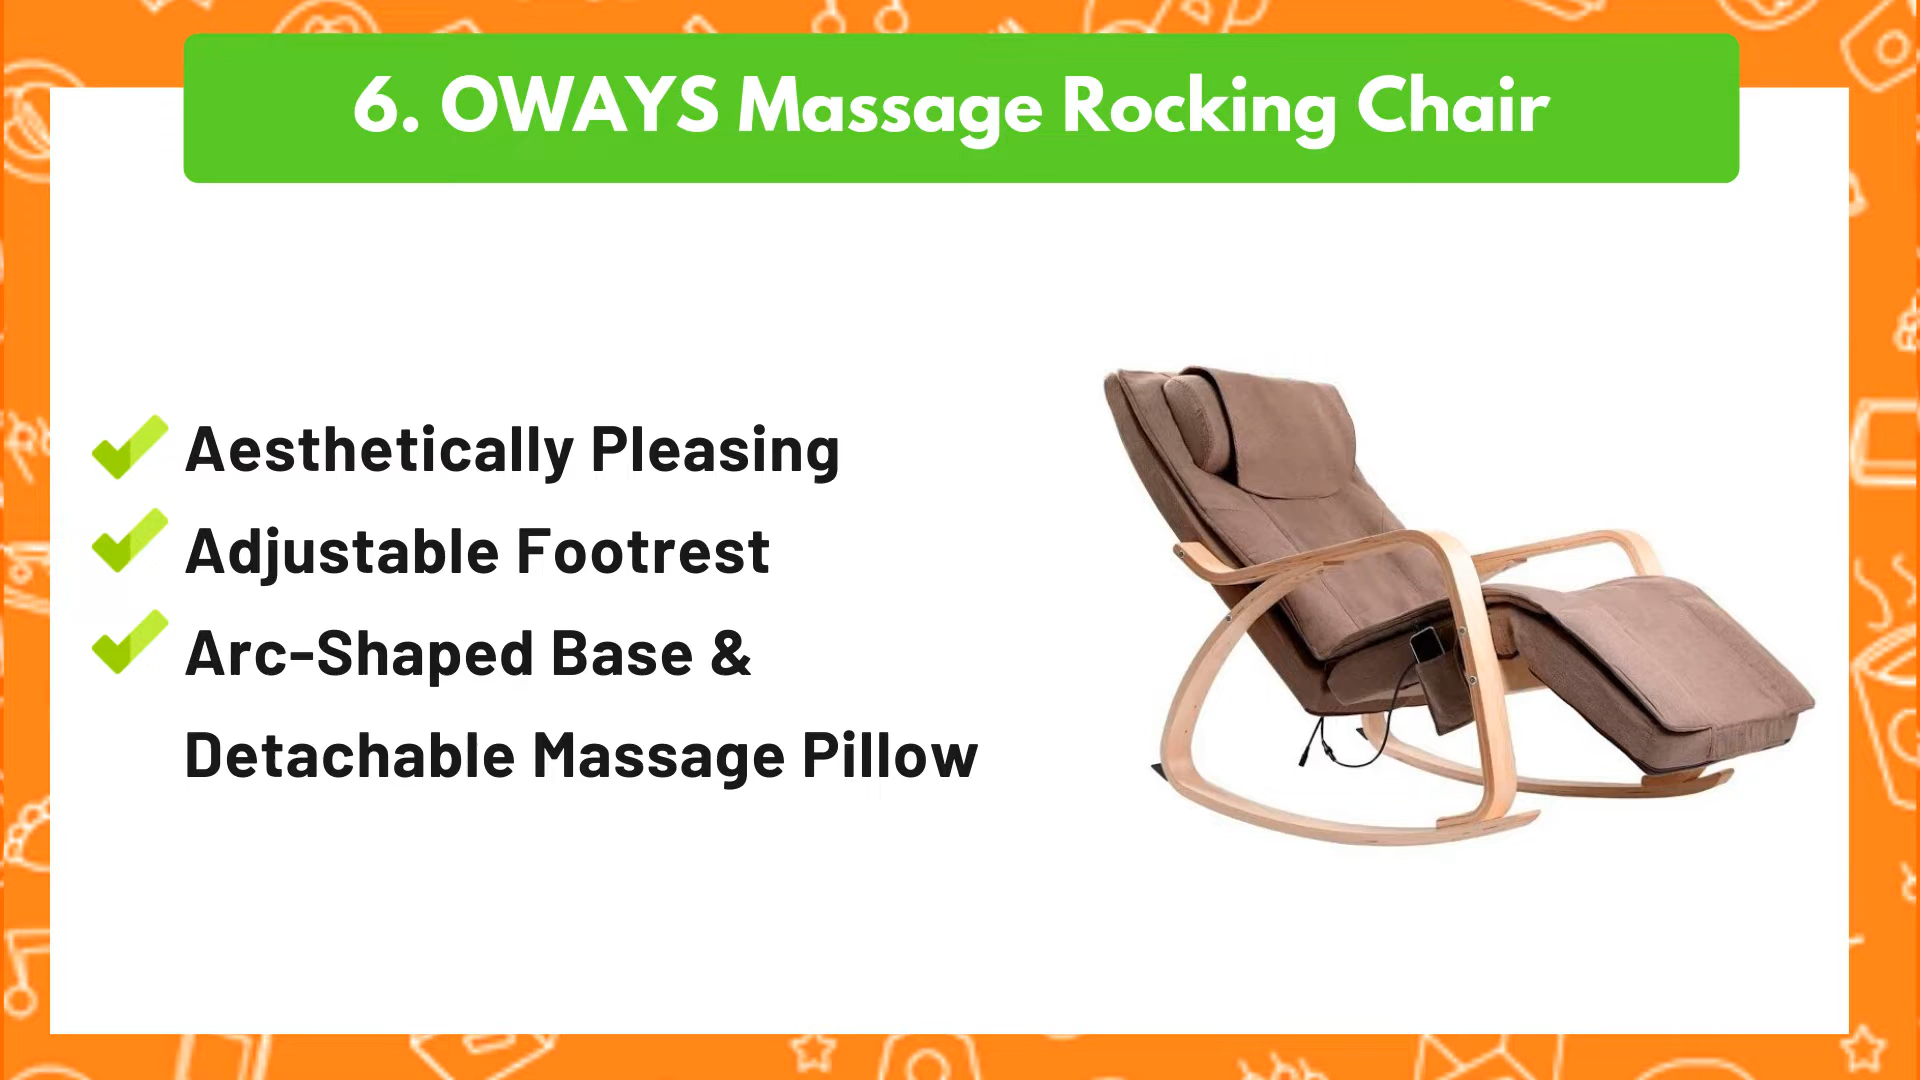 6. OWAYS Massage Rocking Chair
Aesthetically Pleasing
Adjustable Footrest
Arc-Shaped Base &
Detachable Massage Pillow